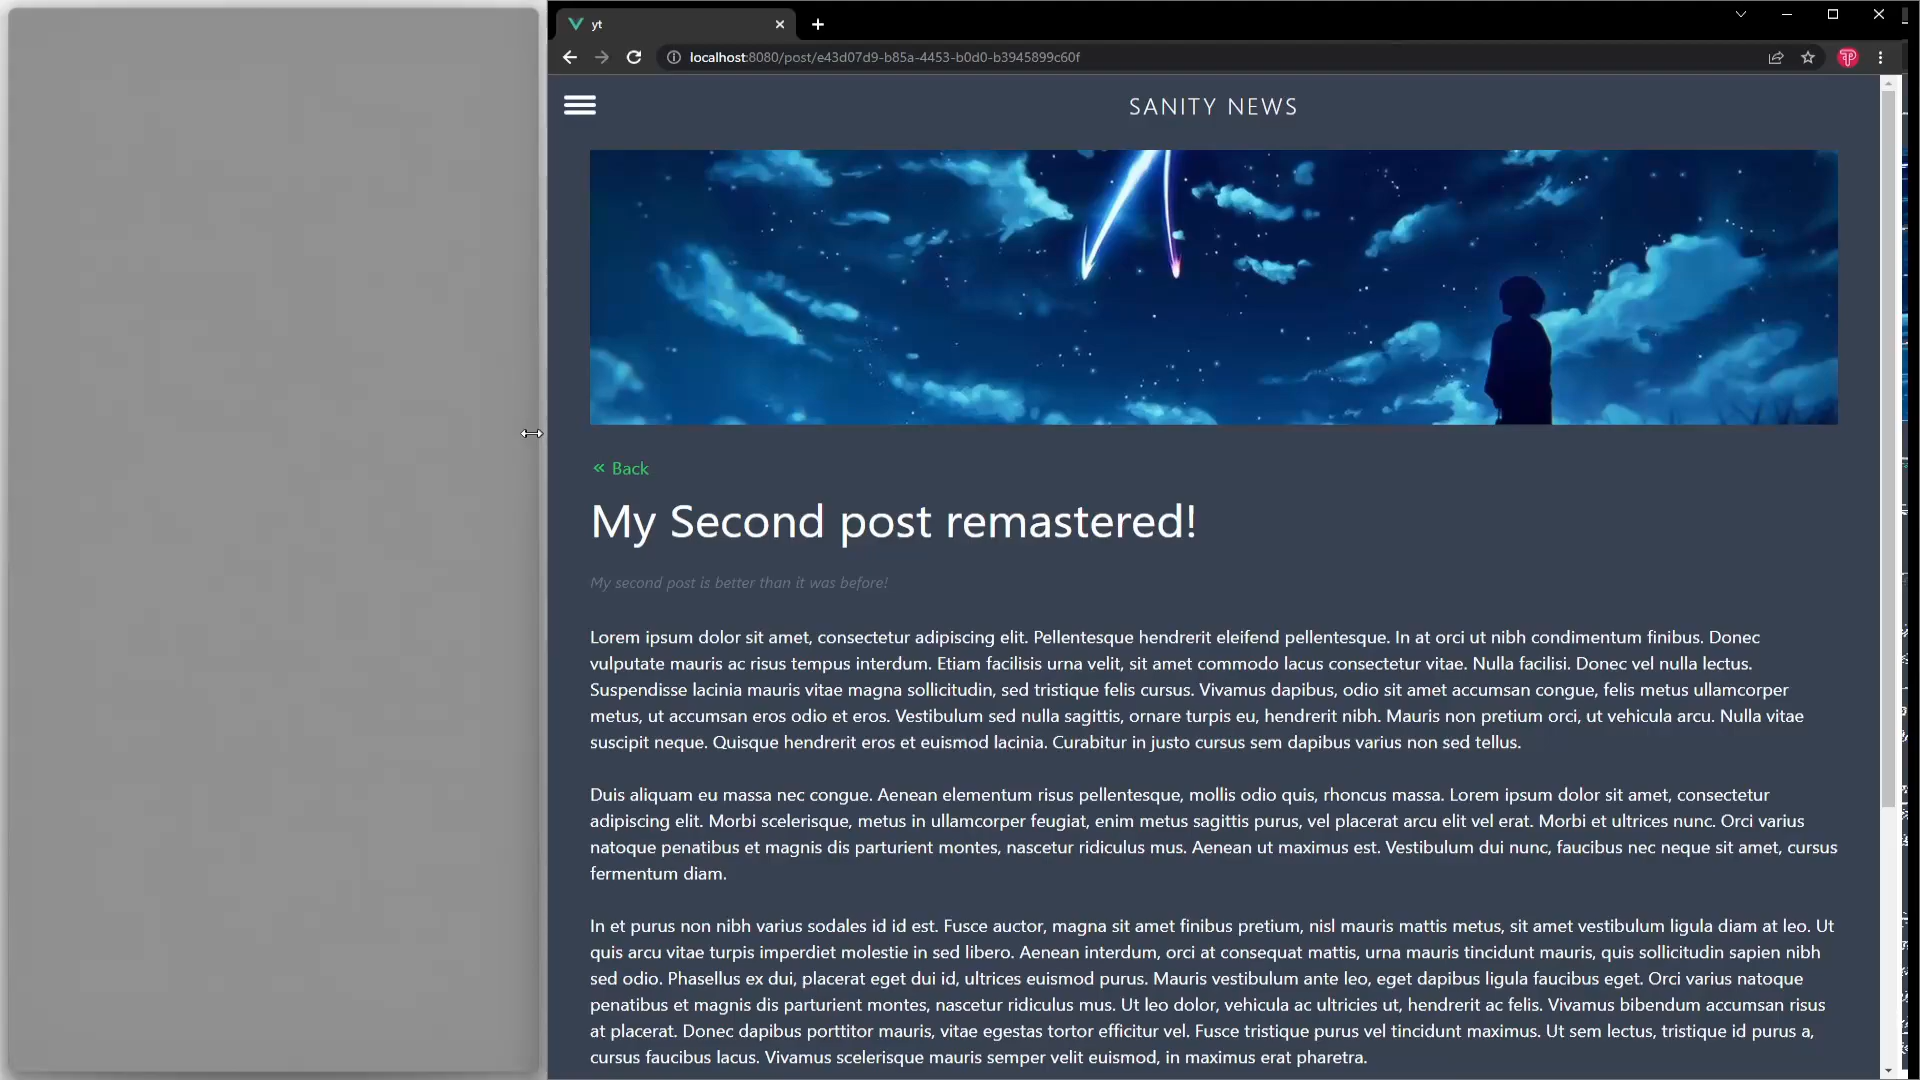 yt
localhost:8080/post/e43d07d9-b85a-4453-b0d0-b3945899c60f
SANITY NEWS
« Back
My Second post remastered!
My second post is better than it was before!
Lorem ipsum dolor sit amet, consectetur adipiscing elit. Pellentesque hendrerit eleifend pellentesque. In at orci ut nibh condimentum finibus. Donec
vulputate mauris ac risus tempus interdum. Etiam facilisis urna velit, sit amet commodo lacus consectetur vitae. Nulla facilisi. Donec vel nulla lectus.
Suspendisse lacinia mauris vitae magna sollicitudin, sed tristique felis cursus. Vivamus dapibus, odio sit amet accumsan congue, felis metus ullamcorper
metus, ut accumsan eros odio et eros. Vestibulum sed nulla sagittis, ornare turpis eu, hendrerit nibh. Mauris non pretium orci, ut vehicula arcu. Nulla vitae
suscipit neque. Quisque hendrerit eros et euismod lacinia. Curabitur in justo cursus sem dapibus varius non sed tellus.
Duis aliquam eu massa nec congue. Aenean elementum risus pellentesque, mollis odio quis, rhoncus massa. Lorem ipsum dolor sit amet, consectetur
adipiscing elit. Morbi scelerisque, metus in ullamcorper feugiat, enim metus sagittis purus, vel placerat arcu elit vel erat. Morbi et ultrices nunc. Orci varius
natoque penatibus et magnis dis parturient montes, nascetur ridiculus mus. Aenean ut maximus est. Vestibulum dui nunc, faucibus nec neque sit amet, cursus
fermentum diam.
In et purus non nibh varius sodales id id est. Fusce auctor, magna sit amet finibus pretium, nisl mauris mattis metus, sit amet vestibulum ligula diam at leo. Ut
quis arcu vitae turpis imperdiet molestie in sed libero. Aenean interdum, orci at consequat mattis, urna mauris tincidunt mauris, quis sollicitudin sapien nibh
sed odio. Phasellus ex dui, placerat eget dui id, ultrices euismod purus. Mauris vestibulum ante leo, eget dapibus ligula faucibus eget. Orci varius natoque
penatibus et magnis dis parturient montes, nascetur ridiculus mus. Ut leo dolor, vehicula ac ultricies ut, hendrerit ac felis. Vivamus bibendum accumsan risus
at placerat. Donec dapibus porttitor mauris, vitae egestas tortor efficitur vel. Fusce tristique purus vel tincidunt maximus. Ut sem lectus, tristique id purus a,
cursus faucibus lacus. Vivamus scelerisque mauris semper velit euismod, in maximus erat pharetra.